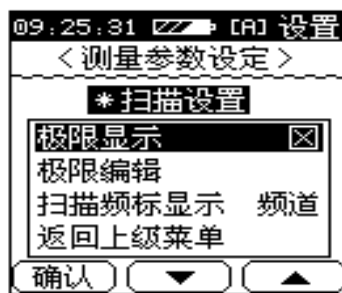 09:25:31 [A] 设置
<测量参数设定>
*扫描设置
极限显示
极限编辑
扫描频标显示 频道
返回上级菜单
确认